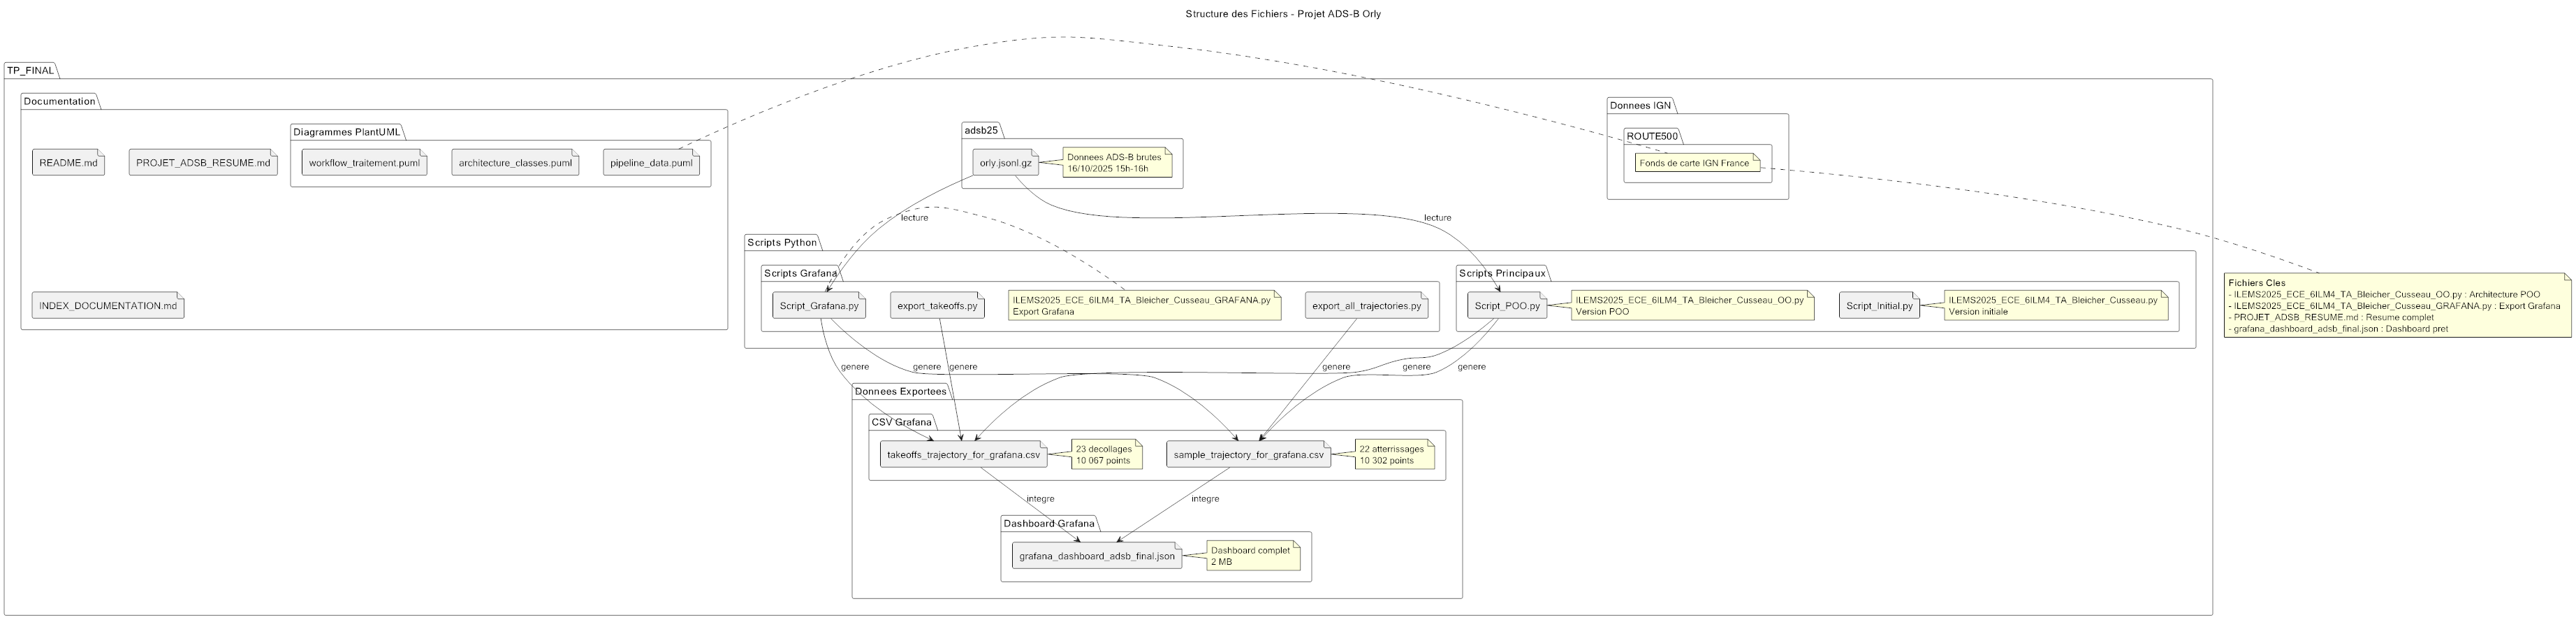 Structure des Fichiers - Projet ADS-B Orly
TP_FINAL
Documentation
README.md
PROJET_ADSB_RESUME.md
Diagrammes PlantUML
workflow_traitement.puml
architecture_classes.puml
pipeline_data.puml
INDEX_DOCUMENTATION.md
adsb25
orly.jsonl.gz
Donnees ADS-B brutes
16/10/2025 15h-16h
Donnees IGN
ROUTE500
Fonds de carte IGN France
lecture
lecture
Scripts Python
Scripts Grafana
Script_Grafana.py
export_takeoffs.py
ILEMS2025_ECE_6ILM4_TA_Bleicher_Cusseau_GRAFANA.py
Export Grafana
export_all_trajectories.py
Scripts Principaux
Script_POO.py
ILEMS2025_ECE_6ILM4_TA_Bleicher_Cusseau_OO.py
Version POO
Script_Initial.py
ILEMS2025_ECE_6ILM4_TA_Bleicher_Cusseau.py
Version initiale
Fichiers Cles
- ILEMS2025_ECE_6ILM4_TA_Bleicher_Cusseau_OO.py : Architecture POO
- ILEMS2025_ECE_6ILM4_TA_Bleicher_Cusseau_GRAFANA.py : Export Grafana
- PROJET_ADSB_RESUME.md : Resume complet
- grafana_dashboard_adsb_final.json : Dashboard pret
genere
genere
genere
genere
genere
genere
Donnees Exportees
CSV Grafana
takeoffs_trajectory_for_grafana.csv
23 decollages
10 067 points
sample_trajectory_for_grafana.csv
22 atterrissages
10 302 points
integre
integre
Dashboard Grafana
grafana_dashboard_adsb_final.json
Dashboard complet
2 MB